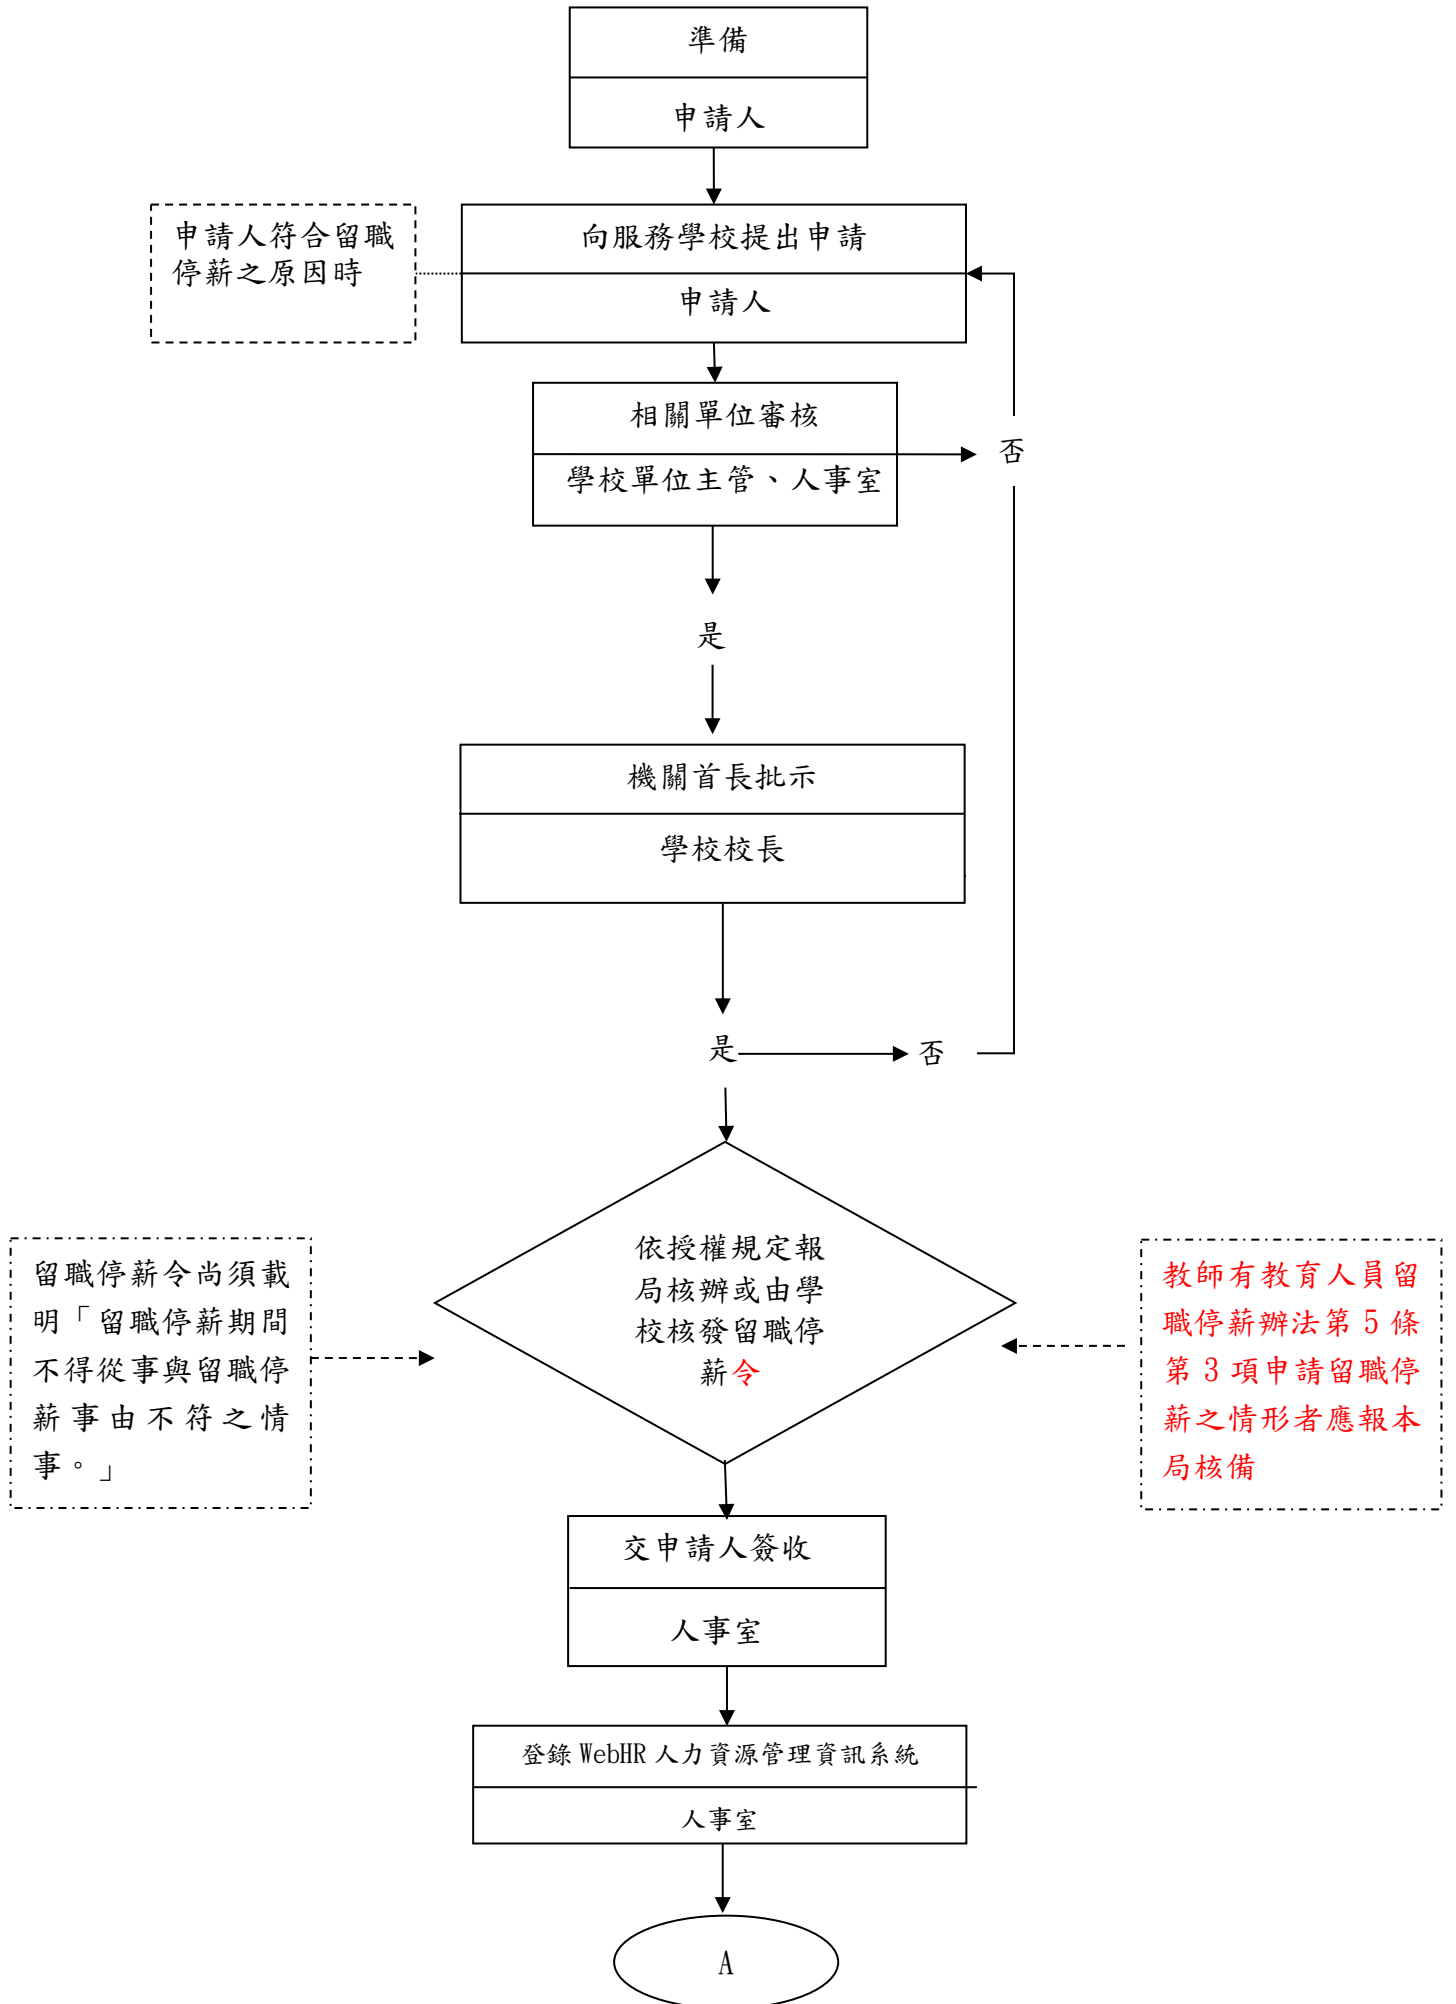 準備
申請人
申請人符合留職
停薪之原因時
向服務學校提出申請
申請人
相關單位審核
學校單位主管、人事室
否
是
機關首長批示
學校校長
是
否
依授權規定報
局核辦或由學
校核發留職停
薪令
留職停薪令尚須載
明「留職停薪期間
不得從事與留職停
薪事由不符之情
事。」
教師有教育人員留
職停薪辦法第 5 條
第 3 項申請留職停
薪之情形者應報本
局核備
交申請人簽收
人事室
登錄 WebHR 人力資源管理資訊系統
人事室
A